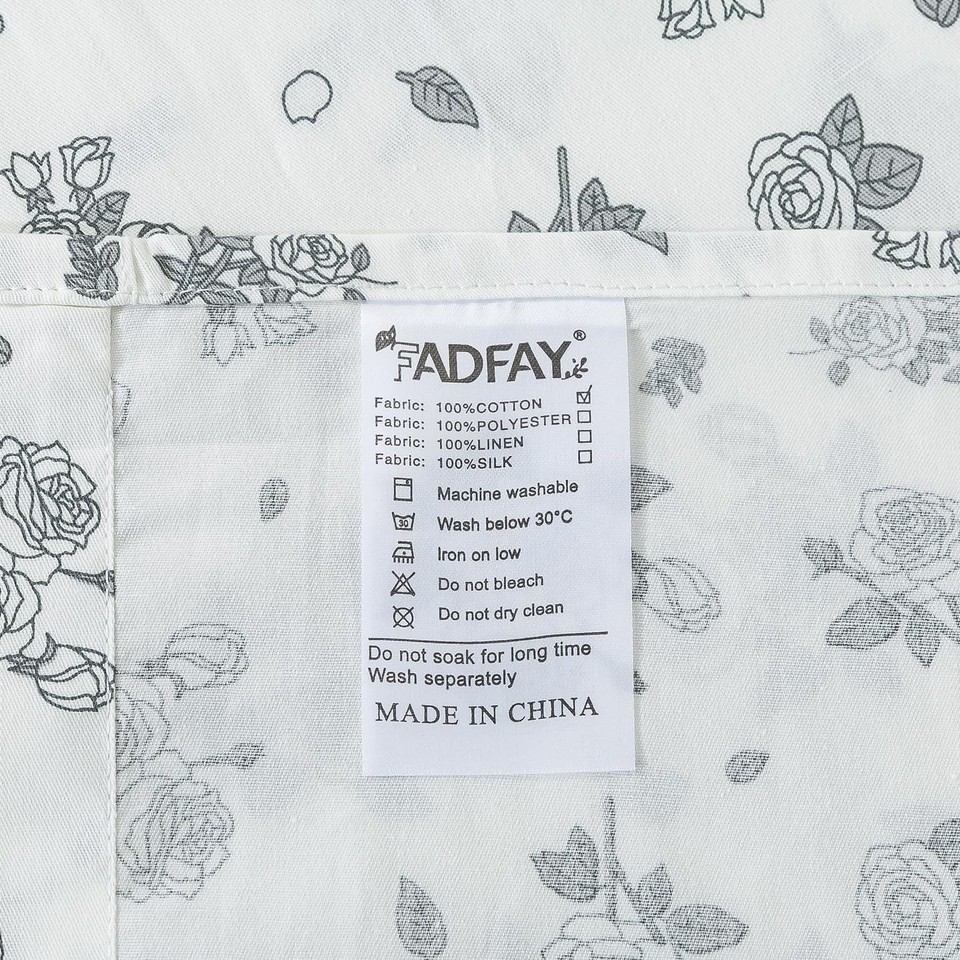 FADFAY®
Fabric: 100%COTTON ☑
Fabric: 100%POLYESTER ☐
Fabric: 100%LINEN ☐
Fabric: 100%SILK ☐
Machine washable
30 Wash below 30°C
Iron on low
Do not bleach
Do not dry clean
Do not soak for long time
Wash separately
MADE IN CHINA